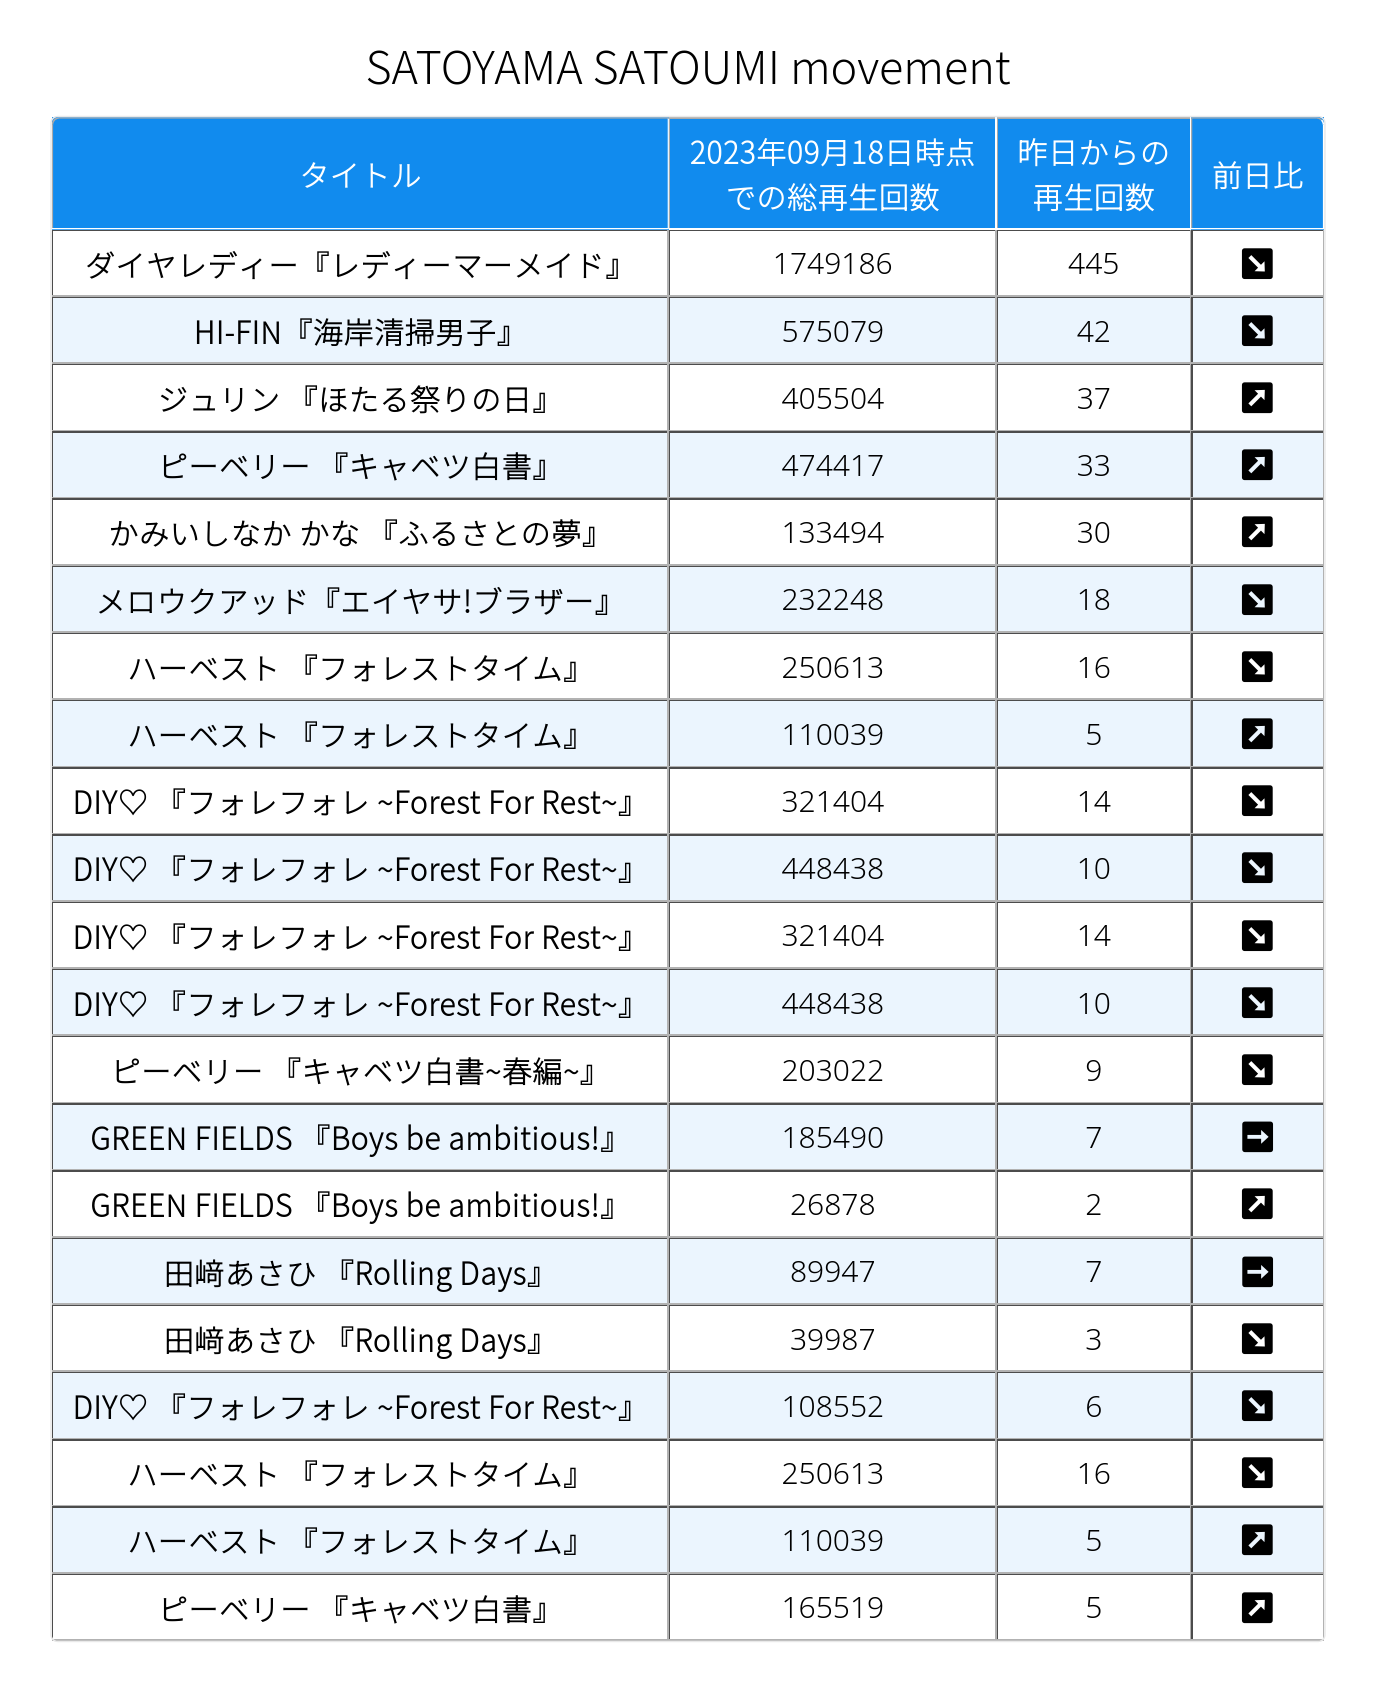 SATOYAMA SATOUMI movement
タイトル 2023年09月18日時点での総再生回数 昨日からの再生回数 前日比
ダイヤレディー『レディーマーメイド』 1749186 445 ↘
HI-FIN『海岸清掃男子』 575079 42 ↘
ジュリン 『ほたる祭りの日』 405504 37 ↗
ピーベリー 『キャベツ白書』 474417 33 ↗
かみいしなか かな 『ふるさとの夢』 133494 30 ↗
メロウクアッド『エイヤサ!ブラザー』 232248 18 ↘
ハーベスト 『フォレストタイム』 250613 16 ↘
ハーベスト 『フォレストタイム』 110039 5 ↗
DIY♡ 『フォレフォレ ~Forest For Rest~』 321404 14 ↘
DIY♡ 『フォレフォレ ~Forest For Rest~』 448438 10 ↘
DIY♡ 『フォレフォレ ~Forest For Rest~』 321404 14 ↘
DIY♡ 『フォレフォレ ~Forest For Rest~』 448438 10 ↘
ピーベリー 『キャベツ白書~春編~』 203022 9 ↘
GREEN FIELDS 『Boys be ambitious!』 185490 7 →
GREEN FIELDS 『Boys be ambitious!』 26878 2 ↗
田﨑あさひ 『Rolling Days』 89947 7 →
田﨑あさひ 『Rolling Days』 39987 3 ↘
DIY♡ 『フォレフォレ ~Forest For Rest~』 108552 6 ↘
ハーベスト 『フォレストタイム』 250613 16 ↘
ハーベスト 『フォレストタイム』 110039 5 ↗
ピーベリー 『キャベツ白書』 165519 5 ↗